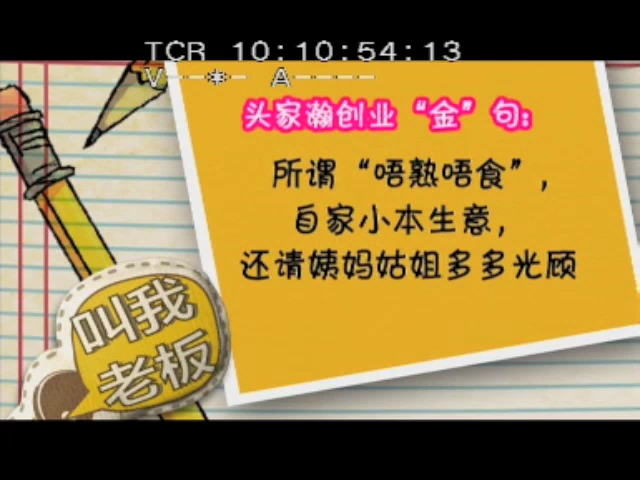 TCR 10:10:54:13
V--*- A----
头家瀚创业“金”句:
所谓“唔熟唔食”,
自家小本生意,
还请姨妈姑姐多多光顾
叫我
老板